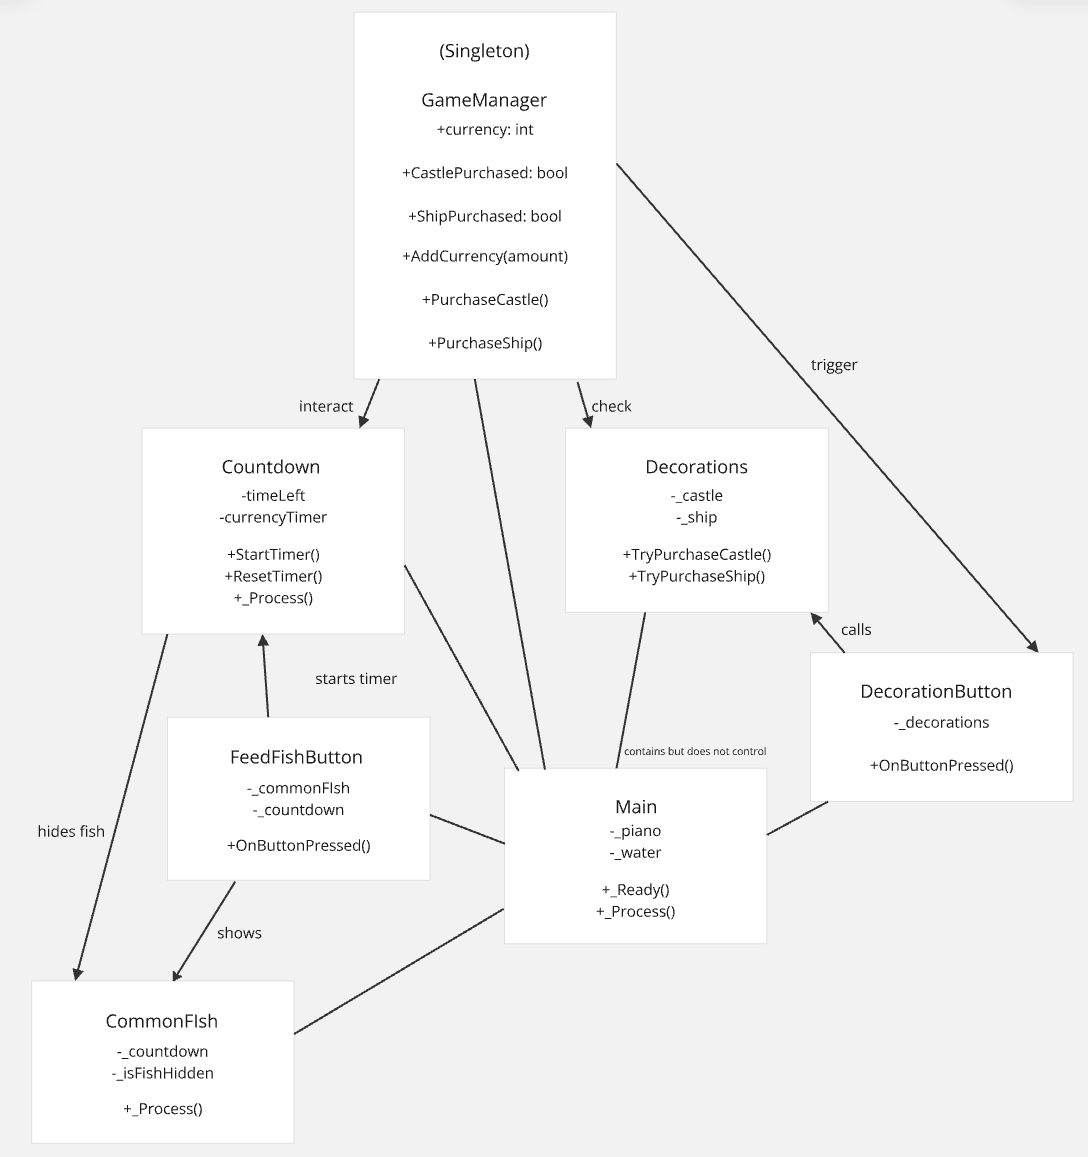 (Singleton)
GameManager
+currency: int
+CastlePurchased: bool
+ShipPurchased: bool
+AddCurrency(amount)
+PurchaseCastle()
+PurchaseShip()
trigger
interact
check
Countdown
-timeLeft
-currencyTimer
+StartTimer()
+ResetTimer()
+_Process()
Decorations
-_castle
-_ship
+TryPurchaseCastle()
+TryPurchaseShip()
calls
starts timer
DecorationButton
-_decorations
+OnButtonPressed()
FeedFishButton
-_commonFIsh
-_countdown
+OnButtonPressed()
contains but does not control
Main
-_piano
-_water
+_Ready()
+_Process()
hides fish
shows
CommonFIsh
-_countdown
-_isFishHidden
+_Process()